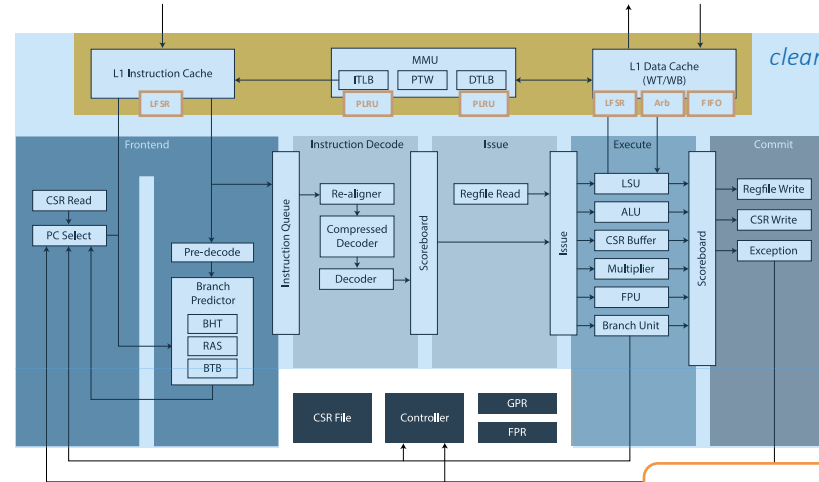 MMU
L1 Instruction Cache
ITLB
PTW
DTLB
L1 Data Cache
(WT/WB)
clear
LFSR
PLRU
PLRU
LFSR
Arb
FIFO
Frontend
Instruction Decode
Issue
Execute
Commit
CSR Read
PC Select
Pre-decode
Branch
Predictor
BHT
RAS
BTB
Instruction Queue
Re-aligner
Compressed
Decoder
Decoder
Scoreboard
Regfile Read
Issue
LSU
ALU
CSR Buffer
Multiplier
FPU
Branch Unit
Scoreboard
Regfile Write
CSR Write
Exception
CSR File
Controller
GPR
FPR